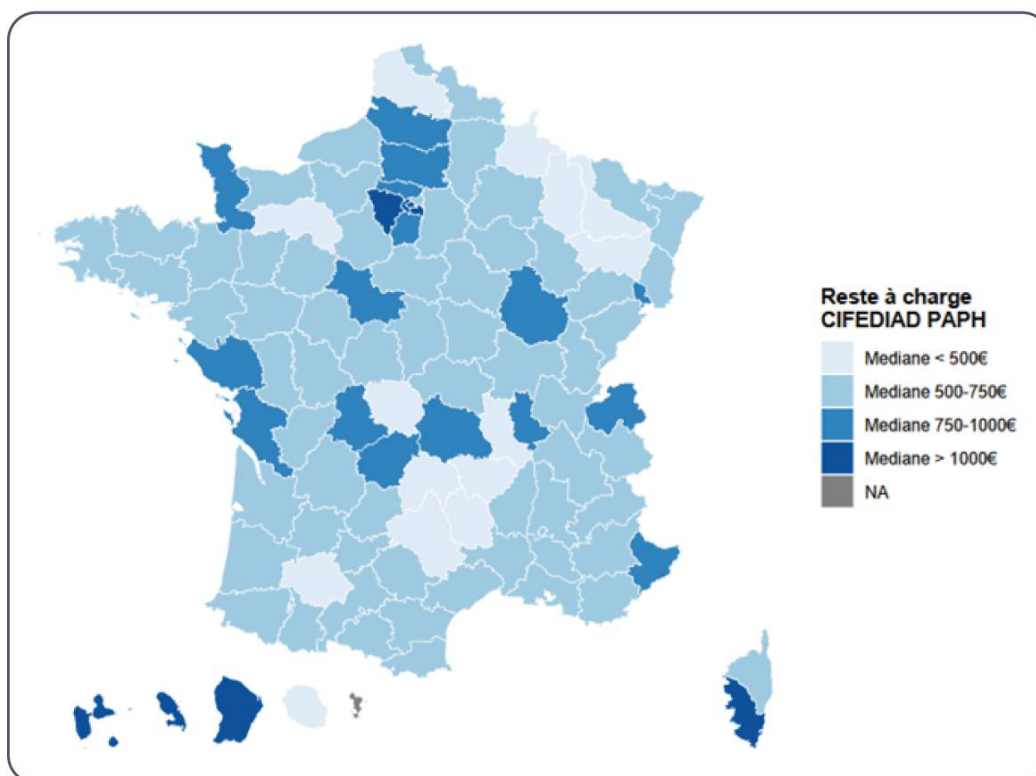 Reste à charge
CIFEDIAD PAPH
Mediane < 500€
Mediane 500-750€
Mediane 750-1000€
Mediane > 1000€
NA